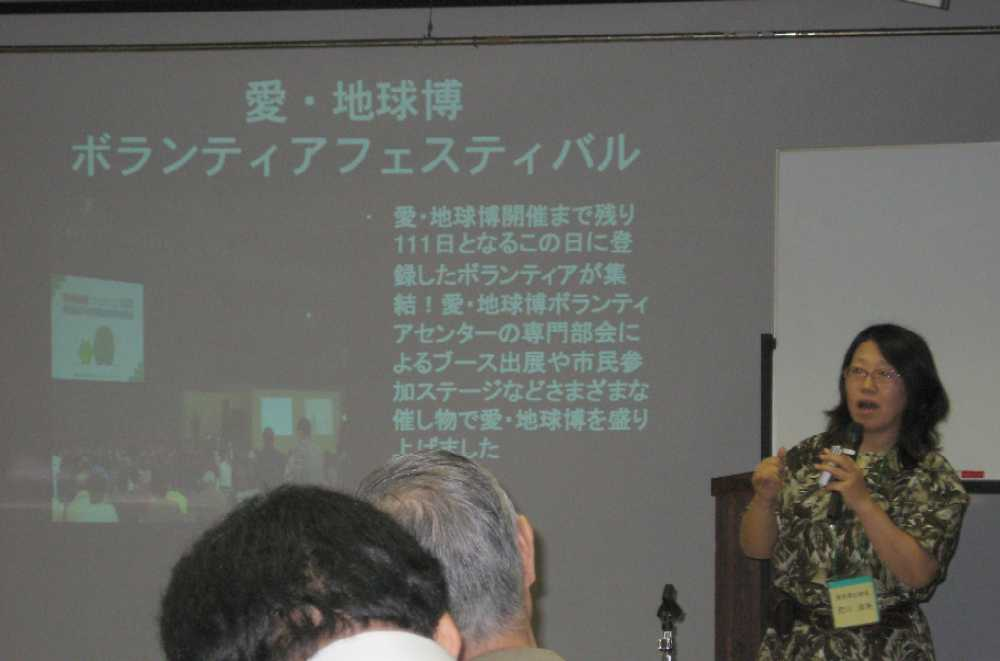 愛・地球博
ボランティアフェスティバル
愛・地球博開催まで残り
111日となるこの日に登
録したボランティアが集
結！愛・地球博ボランティ
アセンターの専門部会に
よるブース出展や市民参
加ステージなどさまざまな
催し物で愛・地球博を盛り
上げました